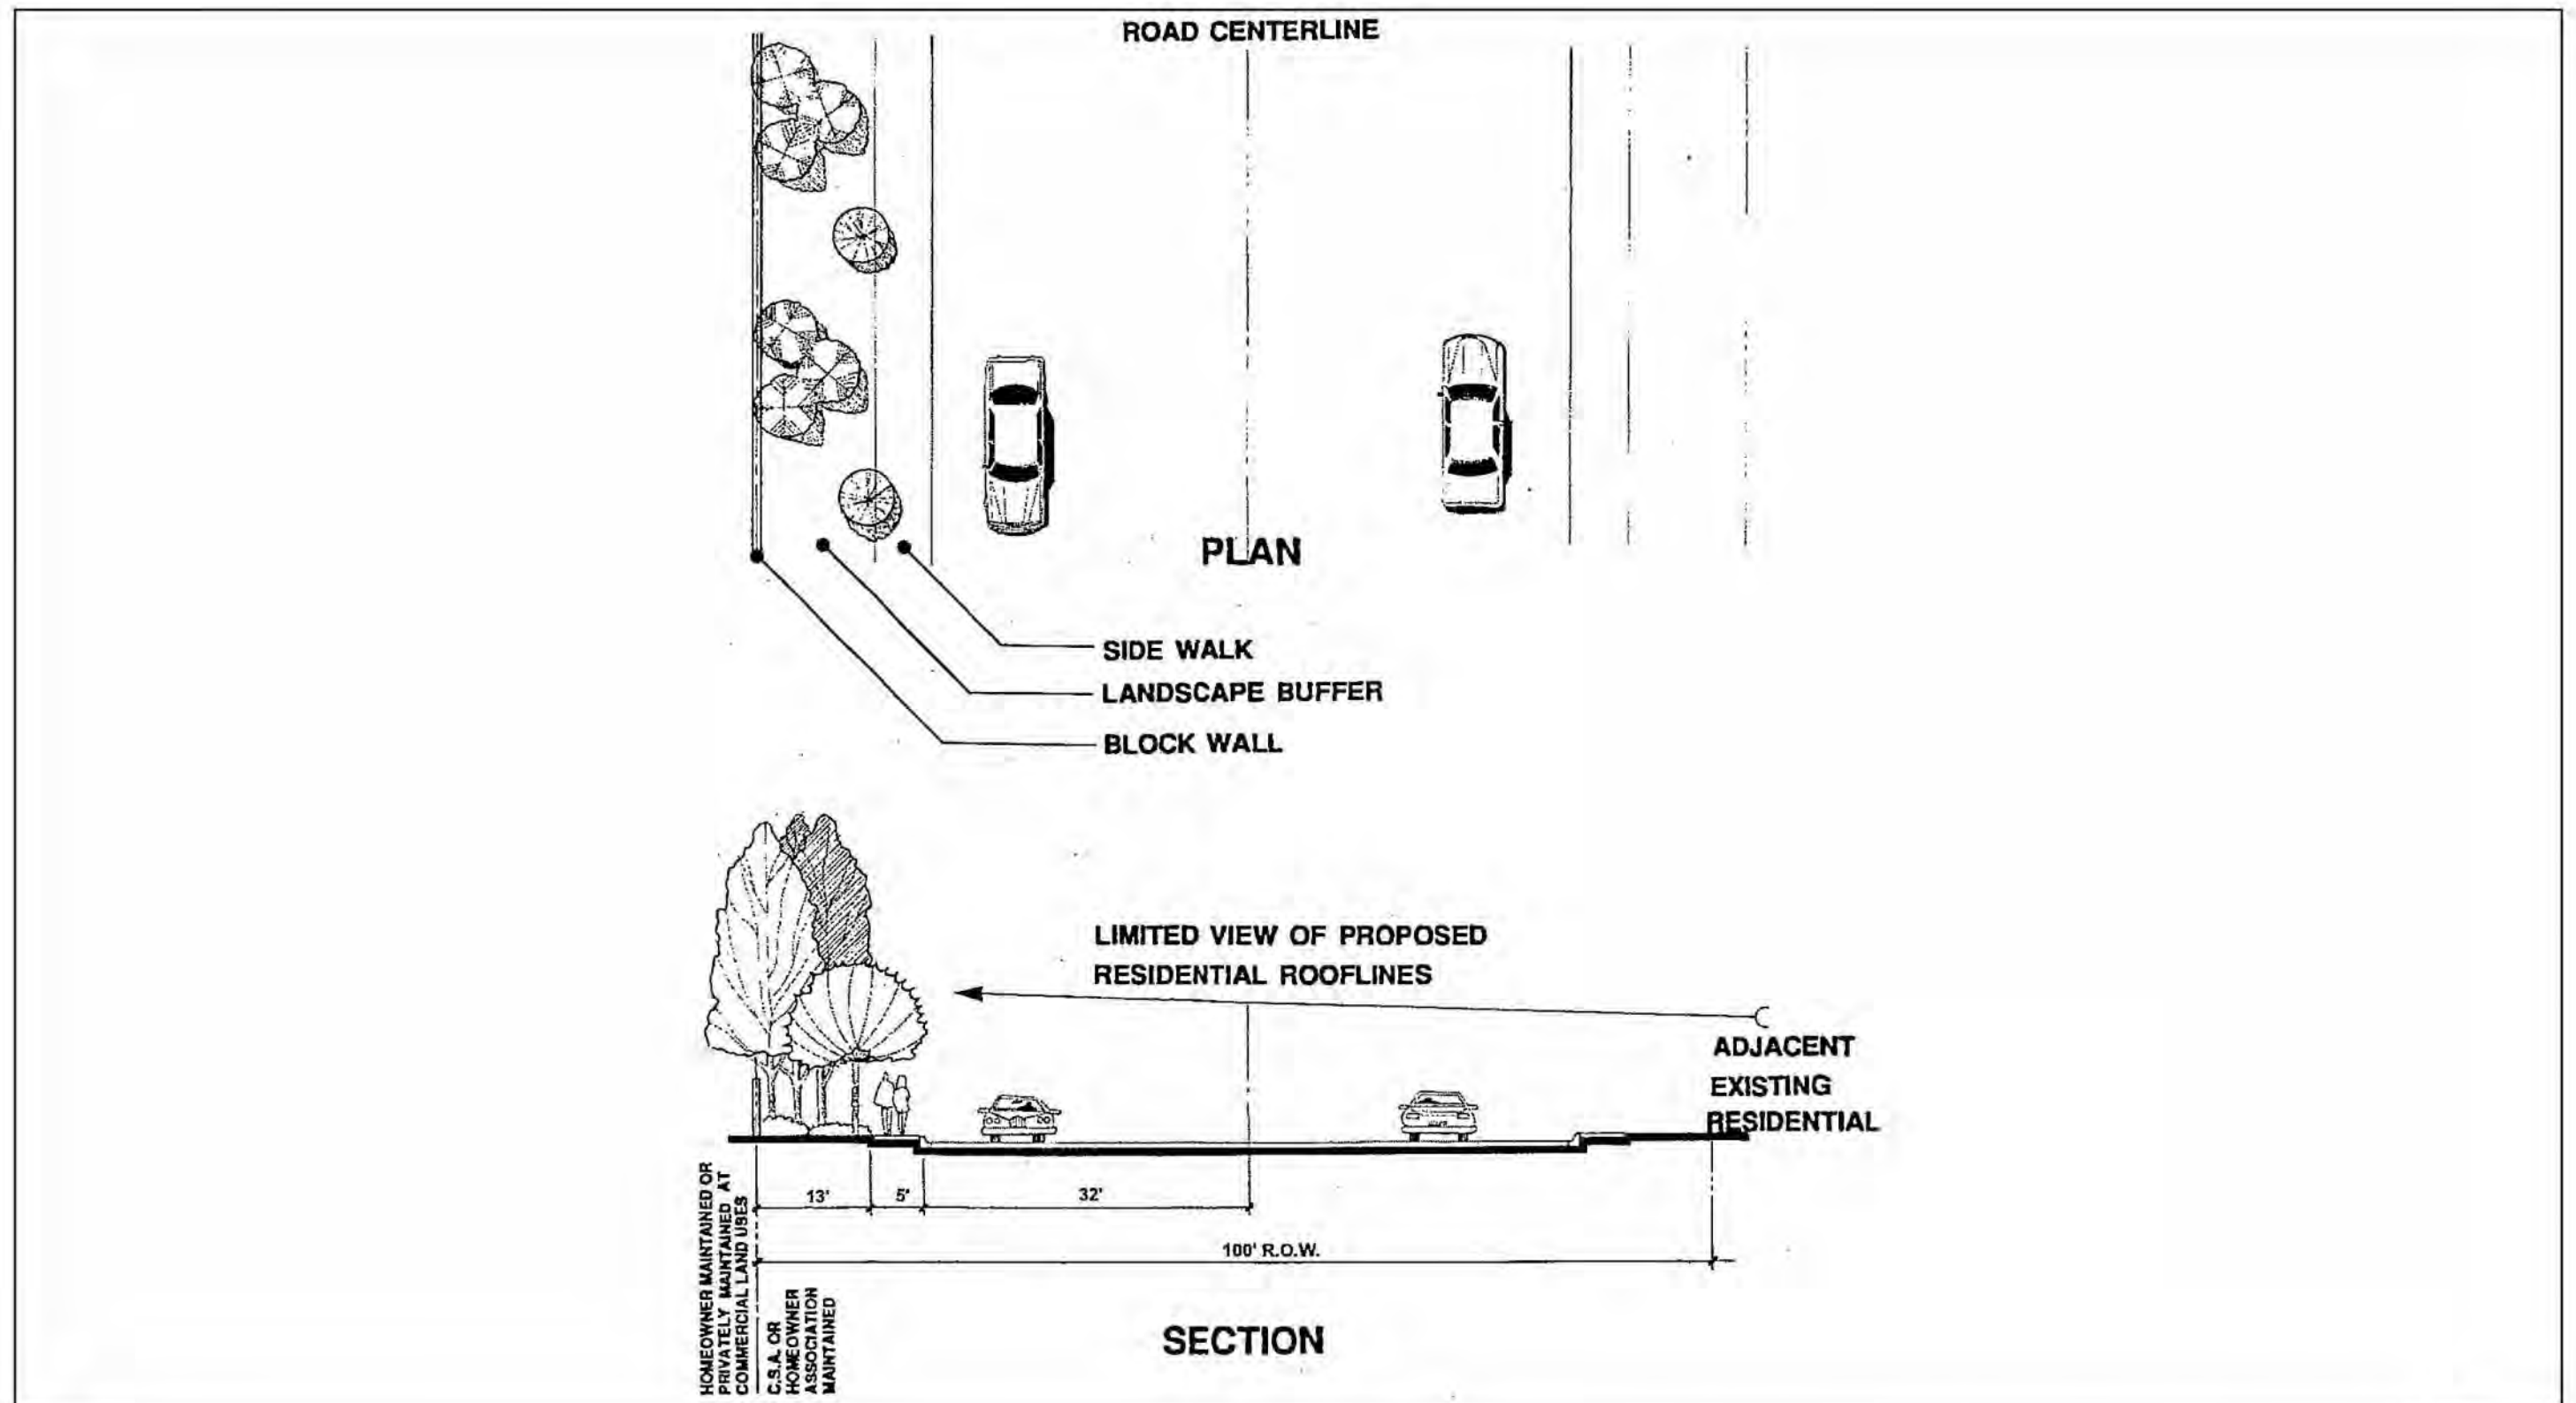 ROAD CENTERLINE
PLAN
SIDE WALK
LANDSCAPE BUFFER
BLOCK WALL
LIMITED VIEW OF PROPOSED
RESIDENTIAL ROOFLINES
ADJACENT
EXISTING
RESIDENTIAL
13'
5'
32'
100' R.O.W.
HOMEOWNER MAINTAINED OR
PRIVATELY MAINTAINED AT
COMMERCIAL LAND USES
C.S.A. OR
HOMEOWNER
ASSOCIATION
MAINTAINED
SECTION